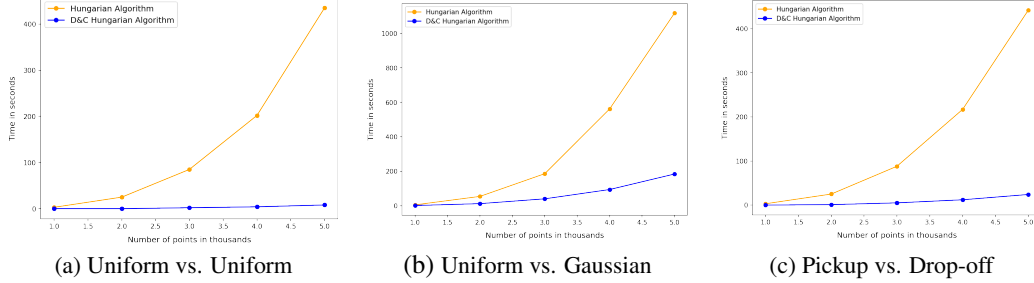 Hungarian Algorithm
D&C Hungarian Algorithm
400
300
200
100
0
Time in seconds
1.0 1.5 2.0 2.5 3.0 3.5 4.0 4.5 5.0
Number of points in thousands
(a) Uniform vs. Uniform
Hungarian Algorithm
D&C Hungarian Algorithm
1000
800
600
400
200
0
Time in seconds
1.0 1.5 2.0 2.5 3.0 3.5 4.0 4.5 5.0
Number of points in thousands
(b) Uniform vs. Gaussian
Hungarian Algorithm
D&C Hungarian Algorithm
400
300
200
100
0
Time in seconds
1.0 1.5 2.0 2.5 3.0 3.5 4.0 4.5 5.0
Number of points in thousands
(c) Pickup vs. Drop-off